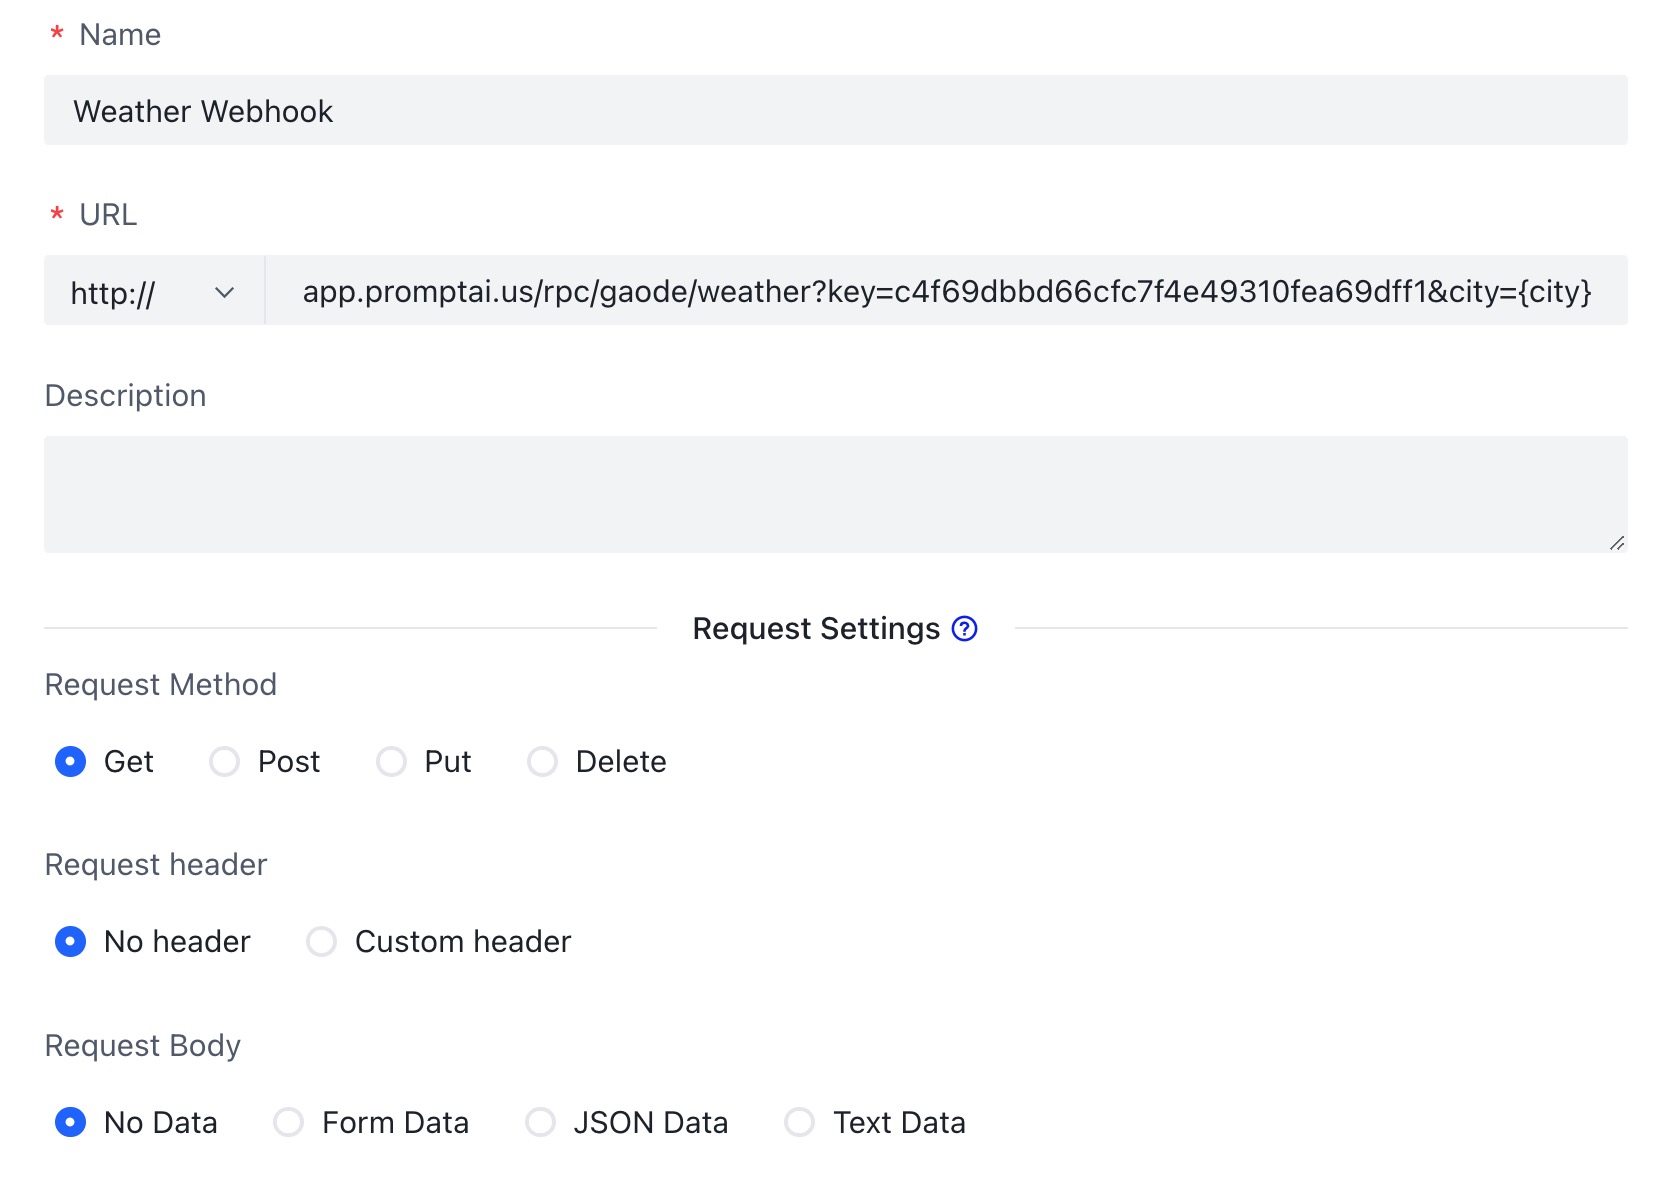 * Name
Weather Webhook
* URL
http:// app.promptai.us/rpc/gaode/weather?key=c4f69dbbd66cfc7f4e49310fea69dff1&city={city}
Description
Request Settings ?
Request Method
Get Post Put Delete
Request header
No header Custom header
Request Body
No Data Form Data JSON Data Text Data